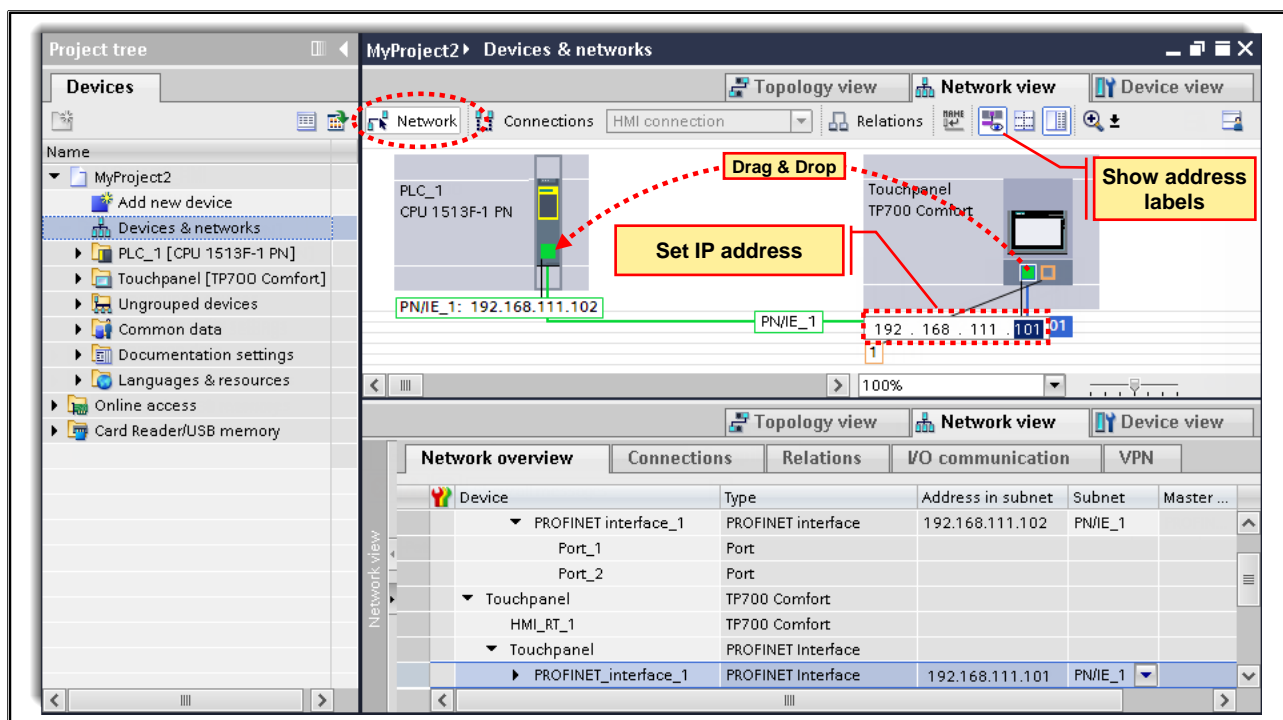 Project tree
MyProject2 Devices & networks
Devices
Topology view Network view Device view
Network Connections HMI connection Relations NAME
Name
MyProject2
Add new device
Devices & networks
PLC_1 [CPU 1513F-1 PN]
Touchpanel [TP700 Comfort]
Ungrouped devices
Common data
Documentation settings
Languages & resources
Online access
Card Reader/USB memory
PLC_1
CPU 1513F-1 PN
Drag & Drop
Touchpanel
TP700 Comfort
Show address
labels
Set IP address
PN/IE_1: 192.168.111.102
PN/IE_1
192 . 168 . 111 . 101 01
1
100%
Topology view Network view Device view
Network overview Connections Relations I/O communication VPN
Network view
Device Type Address in subnet Subnet Master ...
PROFINET interface_1 PROFINET interface 192.168.111.102 PN/IE_1
Port_1 Port
Port_2 Port
Touchpanel TP700 Comfort
HMI_RT_1 TP700 Comfort
Touchpanel PROFINET Interface
PROFINET_interface_1 PROFINET Interface 192.168.111.101 PN/IE_1